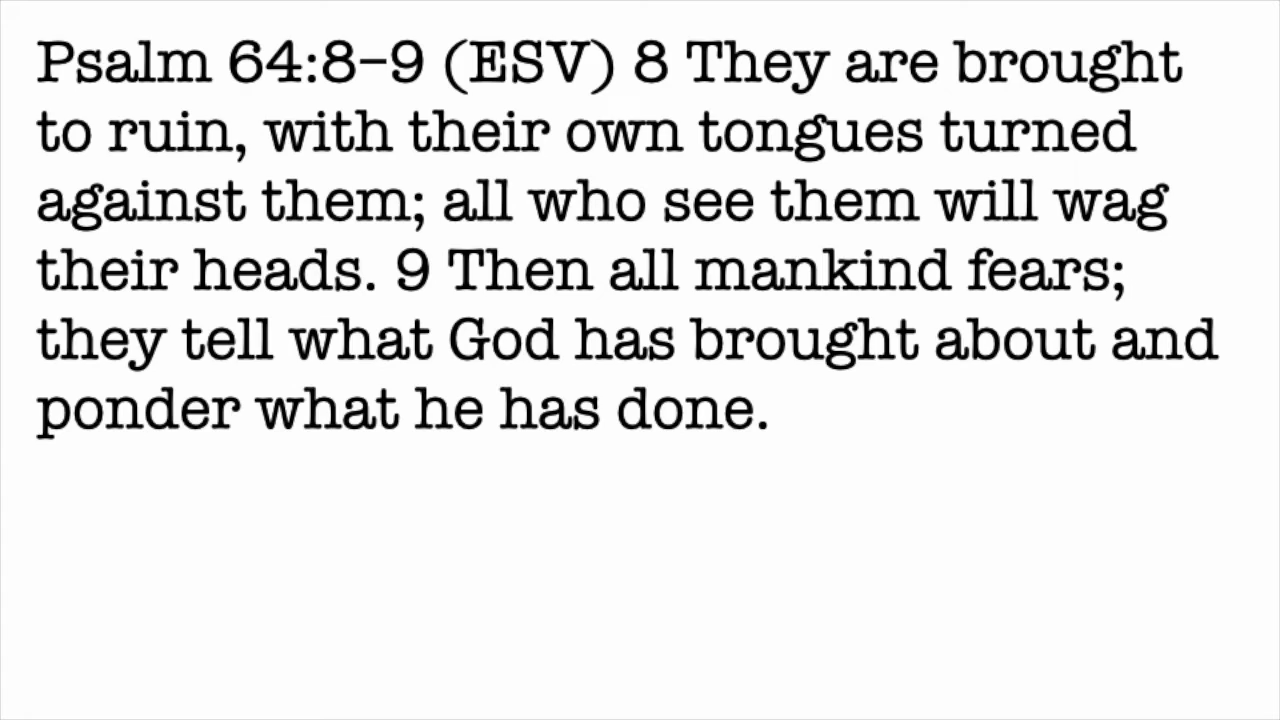 Psalm 64:8–9 (ESV) 8 They are brought
to ruin, with their own tongues turned
against them; all who see them will wag
their heads. 9 Then all mankind fears;
they tell what God has brought about and
ponder what he has done.